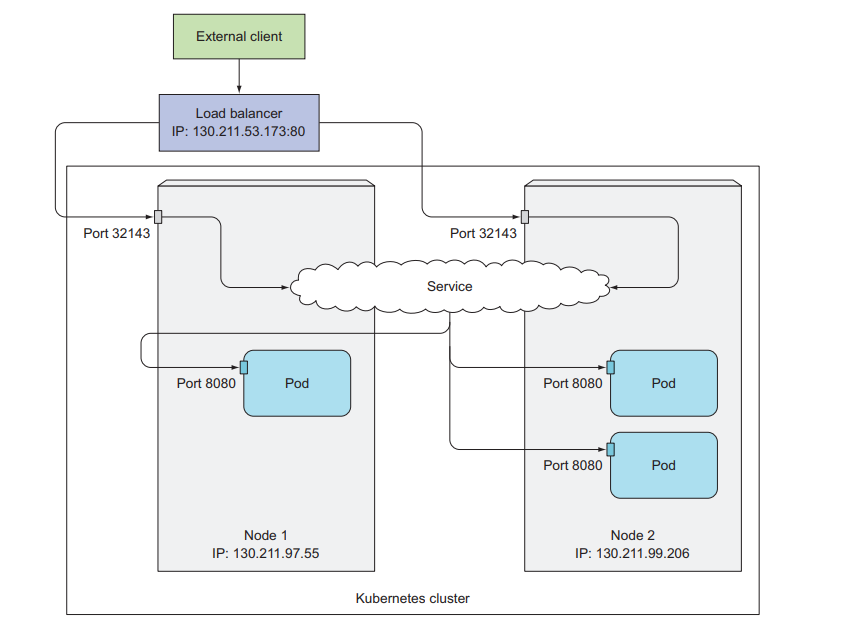 External client
Load balancer
IP: 130.211.53.173:80
Port 32143
Port 32143
Service
Port 8080
Pod
Port 8080
Pod
Port 8080
Pod
Node 1
IP: 130.211.97.55
Node 2
IP: 130.211.99.206
Kubernetes cluster